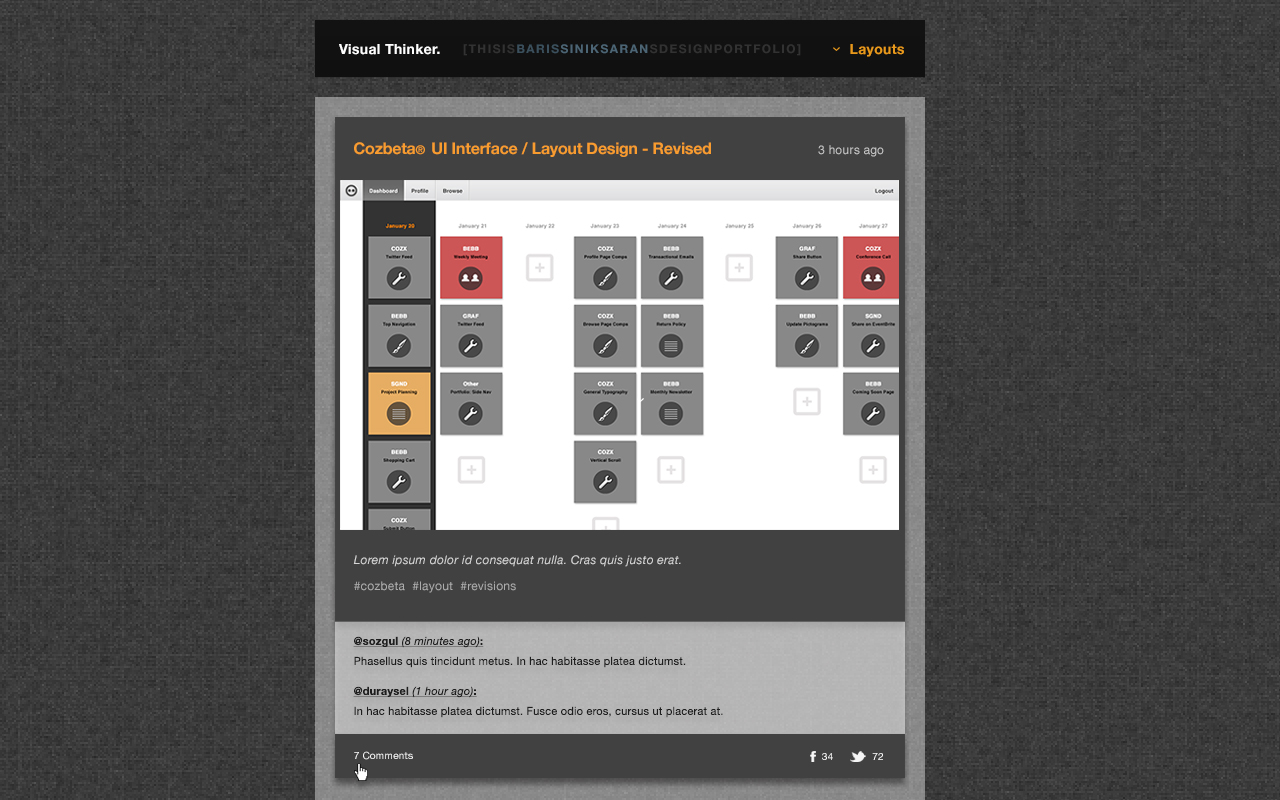 Visual Thinker. [THISISBARISSINIKSARANSDESIGNPORTFOLIO] Layouts
Cozbeta® UI Interface / Layout Design - Revised 3 hours ago
Dashboard Profile Browse Logout
January 20 January 21 January 22 January 23 January 24 January 25 January 26 January 27
COZX BEBB COZX BEBB GRAF COZX
Twitter Feed Weekly Meeting Profile Page Comps Transactional Emails Share Button Conference Call
BEBB GRAF COZX BEBB BEBB SGND
Top Navigation Twitter Feed Browse Page Comps Return Policy Update Pictograms Share on EventBrite
SGND Other COZX BEBB BEBB
Project Planning Portfolio: Side Nav General Typography Monthly Newsletter Coming Soon Page
BEBB COZX
Shopping Cart Vertical Scroll
COZX
Submit Button
Lorem ipsum dolor id consequat nulla. Cras quis justo erat.
#cozbeta #layout #revisions
@sozgul (8 minutes ago):
Phasellus quis tincidunt metus. In hac habitasse platea dictumst.
@duraysel (1 hour ago):
In hac habitasse platea dictumst. Fusce odio eros, cursus ut placerat at.
7 Comments 34 72